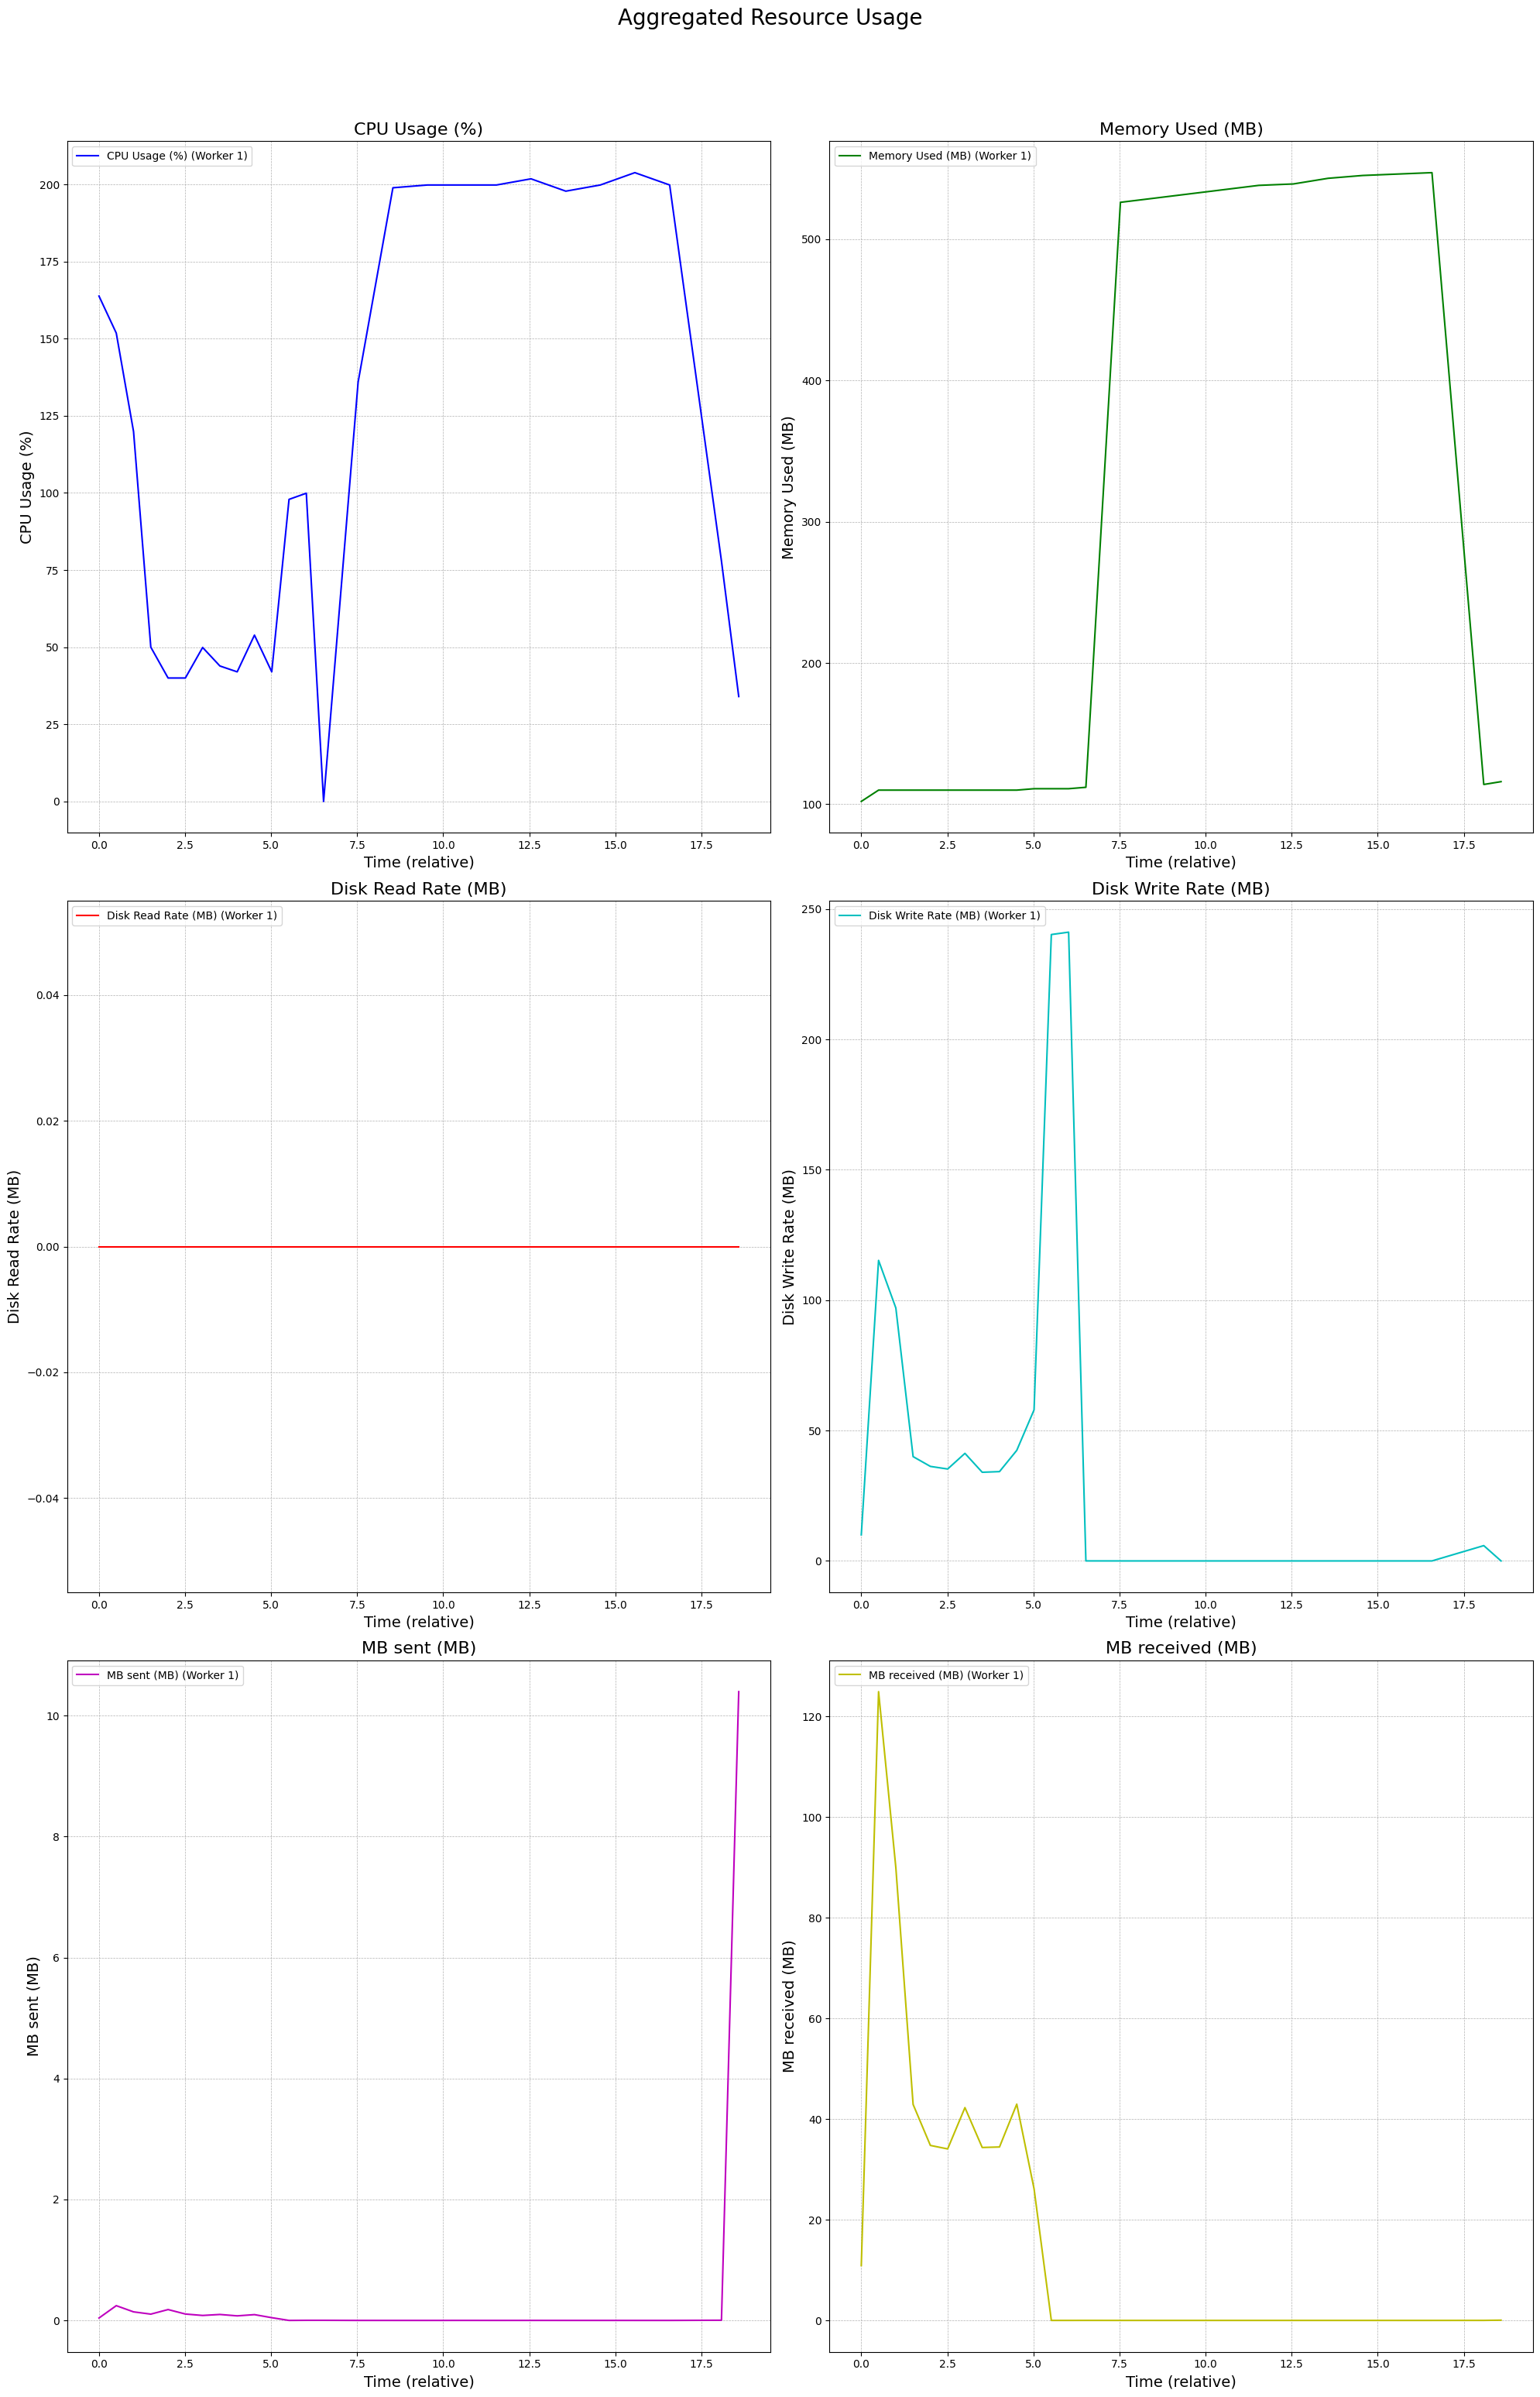 Aggregated Resource Usage
CPU Usage (%)
CPU Usage (%) (Worker 1)
200
175
150
125
100
75
50
25
0
CPU Usage (%)
0.0 2.5 5.0 7.5 10.0 12.5 15.0 17.5
Time (relative)
Memory Used (MB)
Memory Used (MB) (Worker 1)
500
400
300
200
100
Memory Used (MB)
0.0 2.5 5.0 7.5 10.0 12.5 15.0 17.5
Time (relative)
Disk Read Rate (MB)
Disk Read Rate (MB) (Worker 1)
0.04
0.02
0.00
−0.02
−0.04
Disk Read Rate (MB)
0.0 2.5 5.0 7.5 10.0 12.5 15.0 17.5
Time (relative)
Disk Write Rate (MB)
Disk Write Rate (MB) (Worker 1)
250
200
150
100
50
0
Disk Write Rate (MB)
0.0 2.5 5.0 7.5 10.0 12.5 15.0 17.5
Time (relative)
MB sent (MB)
MB sent (MB) (Worker 1)
10
8
6
4
2
0
MB sent (MB)
0.0 2.5 5.0 7.5 10.0 12.5 15.0 17.5
Time (relative)
MB received (MB)
MB received (MB) (Worker 1)
120
100
80
60
40
20
0
MB received (MB)
0.0 2.5 5.0 7.5 10.0 12.5 15.0 17.5
Time (relative)